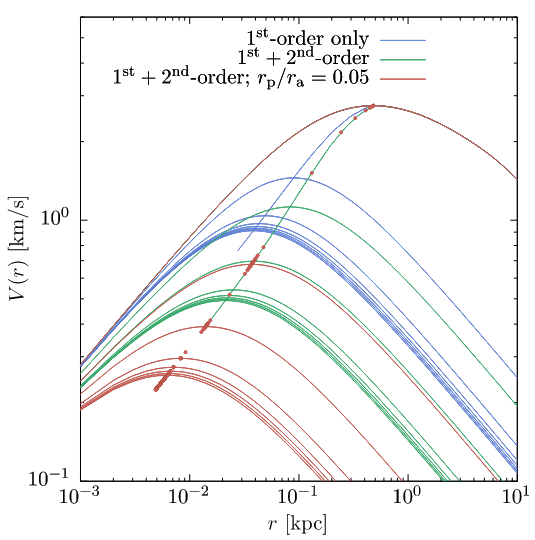 1st-order only
1st + 2nd-order
1st + 2nd-order; rp/ra = 0.05
V(r) [km/s]
10^0
10^−1
10^−3 10^−2 10^−1 10^0 10^1
r [kpc]